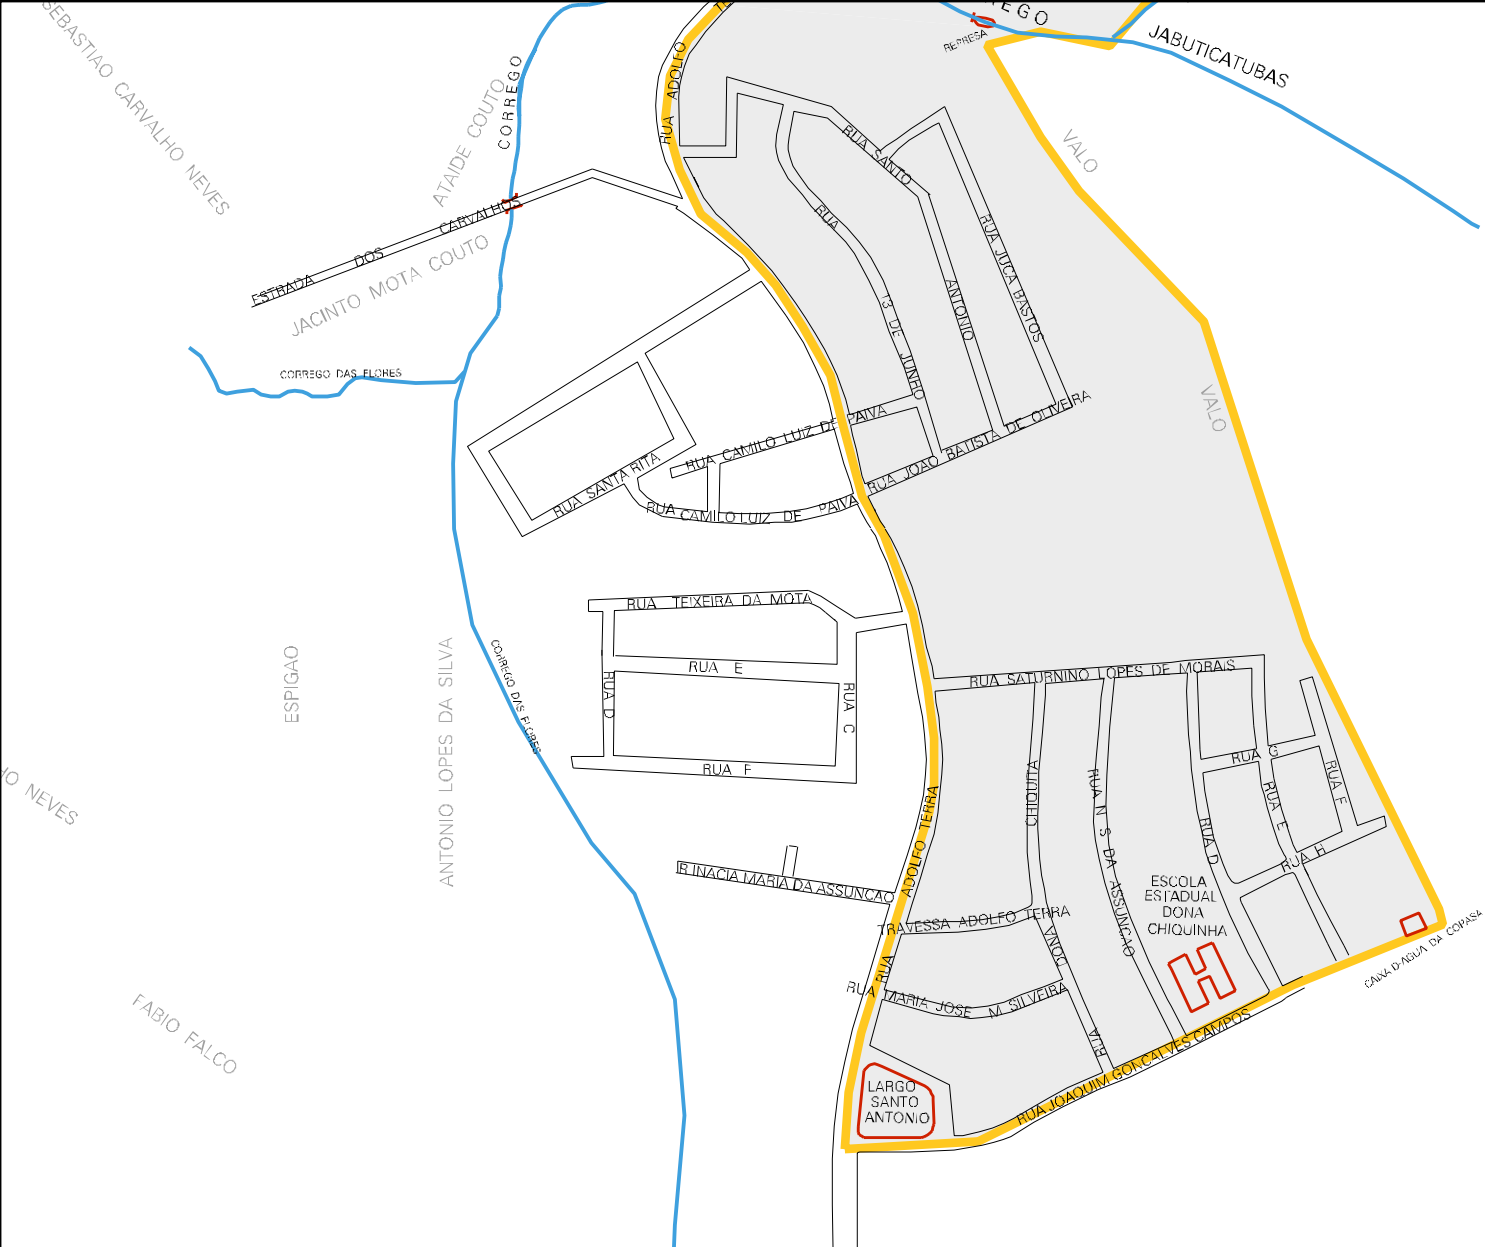 EGO
REPRESA
JABUTICATUBAS
SEBASTIAO CARVALHO NEVES
ATAIDE COUTO
CORREGO
RUA ADOLFO
VALO
RUA SANTO
ANTONIO
RUA JUCA BASTOS
RUA 13 DE JUNHO
ESTRADA DOS CARVALHOS
JACINTO MOTA COUTO
CORREGO DAS FLORES
VALO
RUA CAMILO LUIZ DE PAIVA
RUA JOAO BATISTA DE OLIVEIRA
RUA SANTA RITA
RUA CAMILO LUIZ DE PAIVA
RUA TEIXEIRA DA MOTA
RUA E
RUA D
RUA C
RUA F
ESPIGAO
ANTONIO LOPES DA SILVA
CORREGO DAS FLORES
RUA SATURNINO LOPES DE MORAIS
RUA G
RUA F
RUA E
RUA D
RUA H
CHIQUITA
DONA
RUA
RUA N S DA ASSUNCAO
HO NEVES
R INACIA MARIA DA ASSUNCAO
ADOLFO TERRA
RUA
TRAVESSA ADOLFO TERRA
ESCOLA
ESTADUAL
DONA
CHIQUINHA
CAIXA D-AGUA DA COPASA
RUA MARIA JOSE M SILVEIRA
FABIO FALCO
LARGO
SANTO
ANTONIO
RUA JOAQUIM GONCALVES CAMPOS